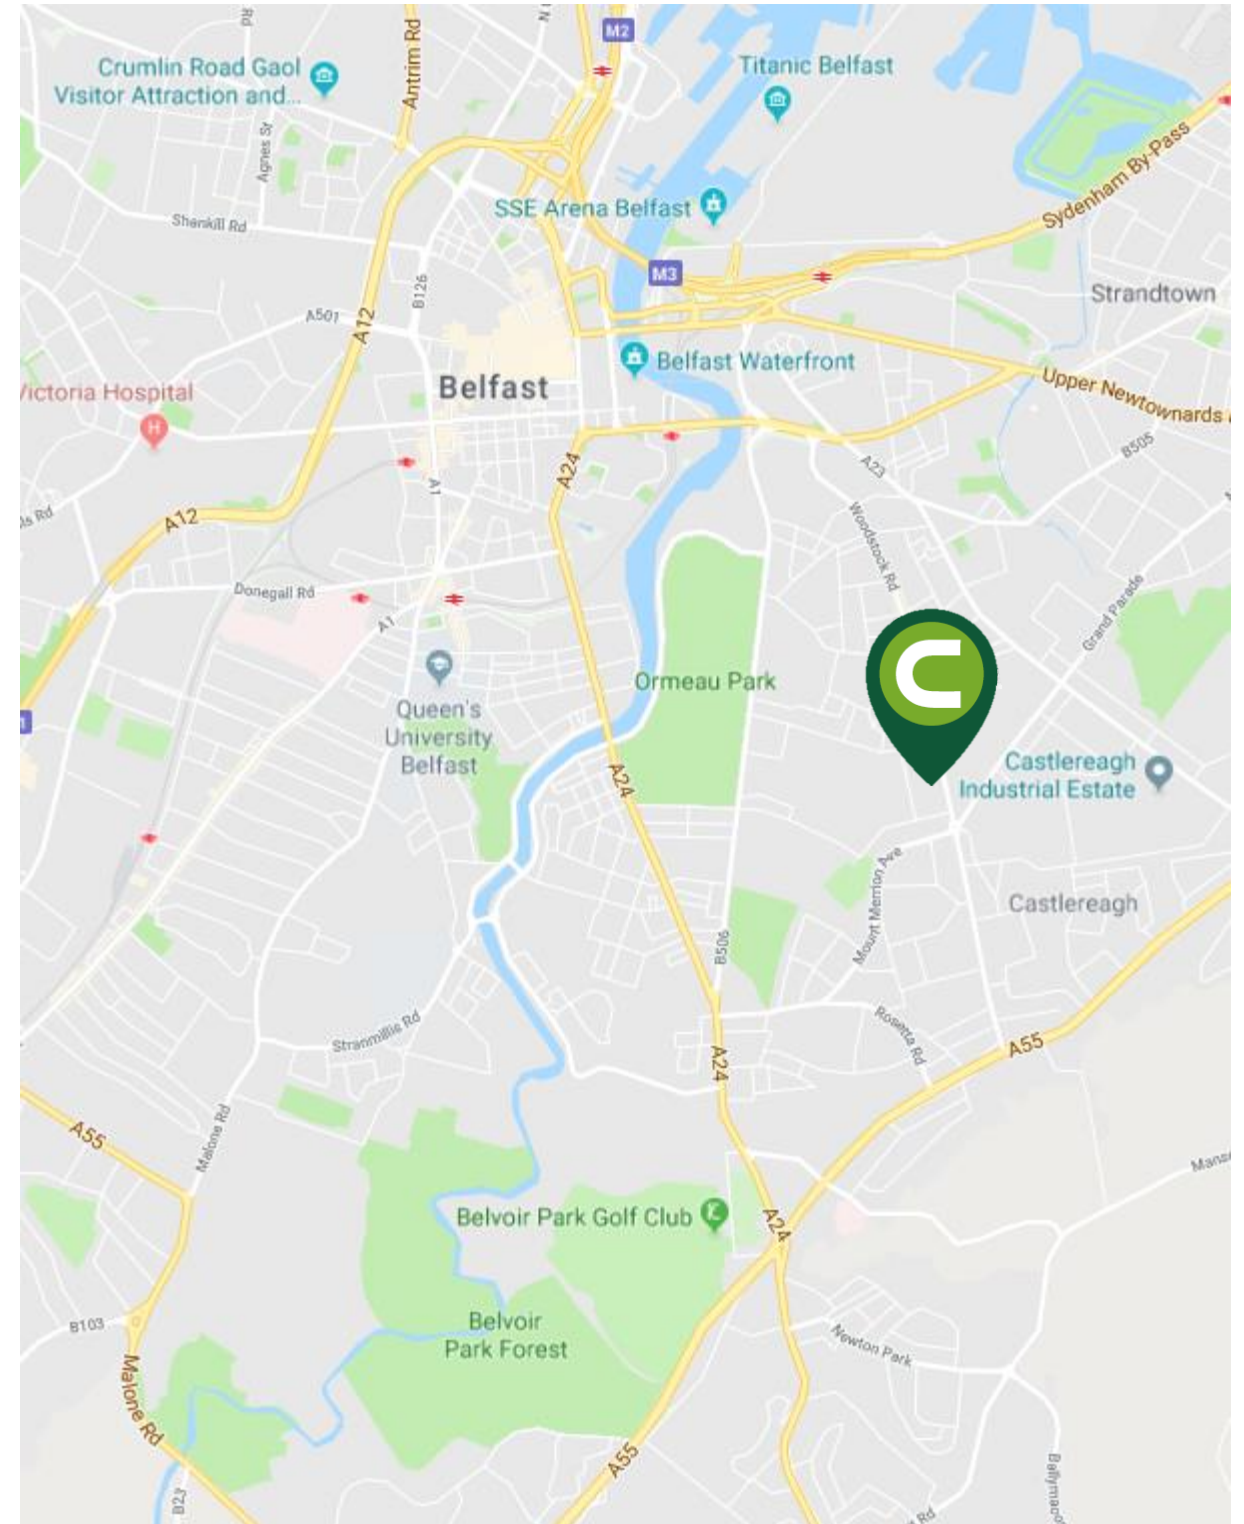 Rd
Antrim Rd
N
M2
Crumlin Road Gaol
Visitor Attraction and...
Titanic Belfast
Agnes St
Sydenham By-Pass
SSE Arena Belfast
Shankill Rd
M3
B126
Strandtown
A501
A12
Belfast Waterfront
Belfast
Upper Newtownards
Victoria Hospital
H
B505
A24
A23
A1
Woodstock Rd
Rd
A12
Donegall Rd
A1
Grand Parade
C
Ormeau Park
Queen's
University
Belfast
1
A24
Castlereagh
Industrial Estate
Mount Merrion Ave
Castlereagh
B506
Stranmillis Rd
Rosetta Rd
A55
A24
A55
Malone Rd
Belvoir Park Golf Club
A24
Belvoir
Park Forest
B103
Newton Park
Malone Rd
A55
B23
Rd